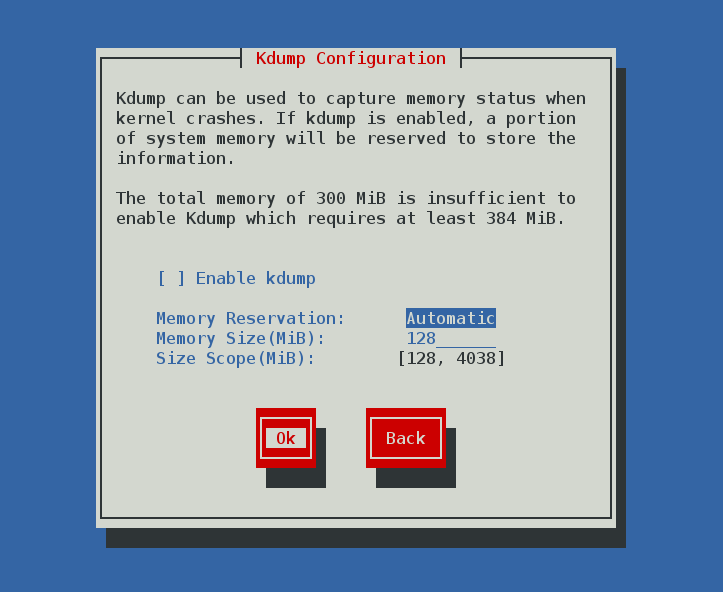 Kdump Configuration
Kdump can be used to capture memory status when
kernel crashes. If kdump is enabled, a portion
of system memory will be reserved to store the
information.
The total memory of 300 MiB is insufficient to
enable Kdump which requires at least 384 MiB.
[ ] Enable kdump
Memory Reservation: Automatic
Memory Size(MiB): 128______
Size Scope(MiB): [128, 4038]
Ok Back